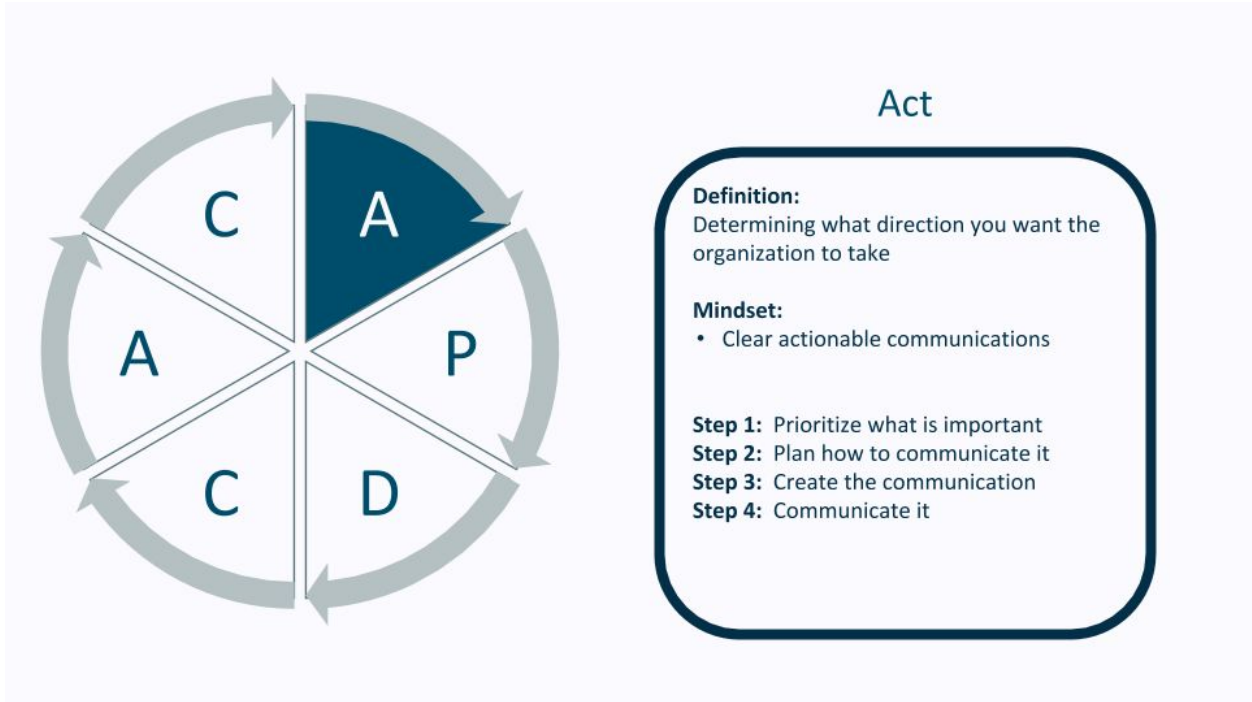 C
A
A
P
C
D
Act
Definition:
Determining what direction you want the
organization to take
Mindset:
• Clear actionable communications
Step 1: Prioritize what is important
Step 2: Plan how to communicate it
Step 3: Create the communication
Step 4: Communicate it